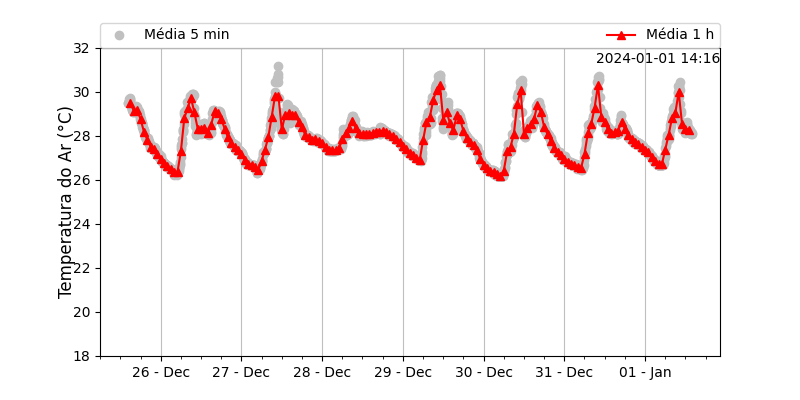 Média 5 min
Média 1 h
2024-01-01 14:16
Temperatura do Ar (°C)
32
30
28
26
24
22
20
18
26 - Dec
27 - Dec
28 - Dec
29 - Dec
30 - Dec
31 - Dec
01 - Jan